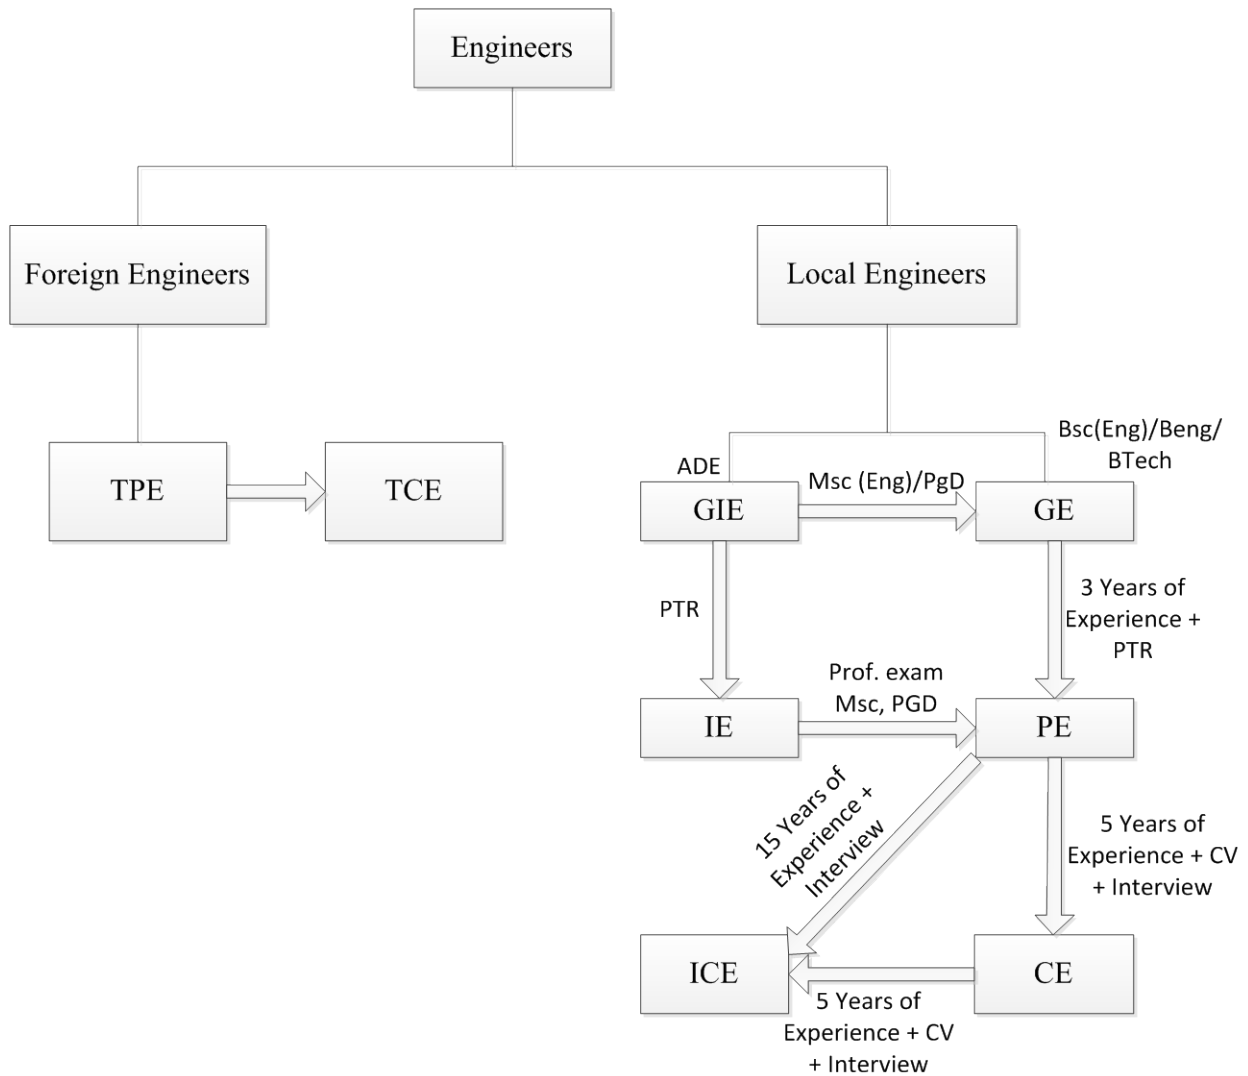 Engineers
Foreign Engineers
Local Engineers
TPE
TCE
ADE
Msc (Eng)/PgD
Bsc(Eng)/Beng/
BTech
GIE
GE
PTR
3 Years of
Experience +
PTR
IE
Prof. exam
Msc, PGD
PE
15 Years of
Experience +
Interview
5 Years of
Experience + CV
+ Interview
ICE
CE
5 Years of
Experience + CV
+ Interview